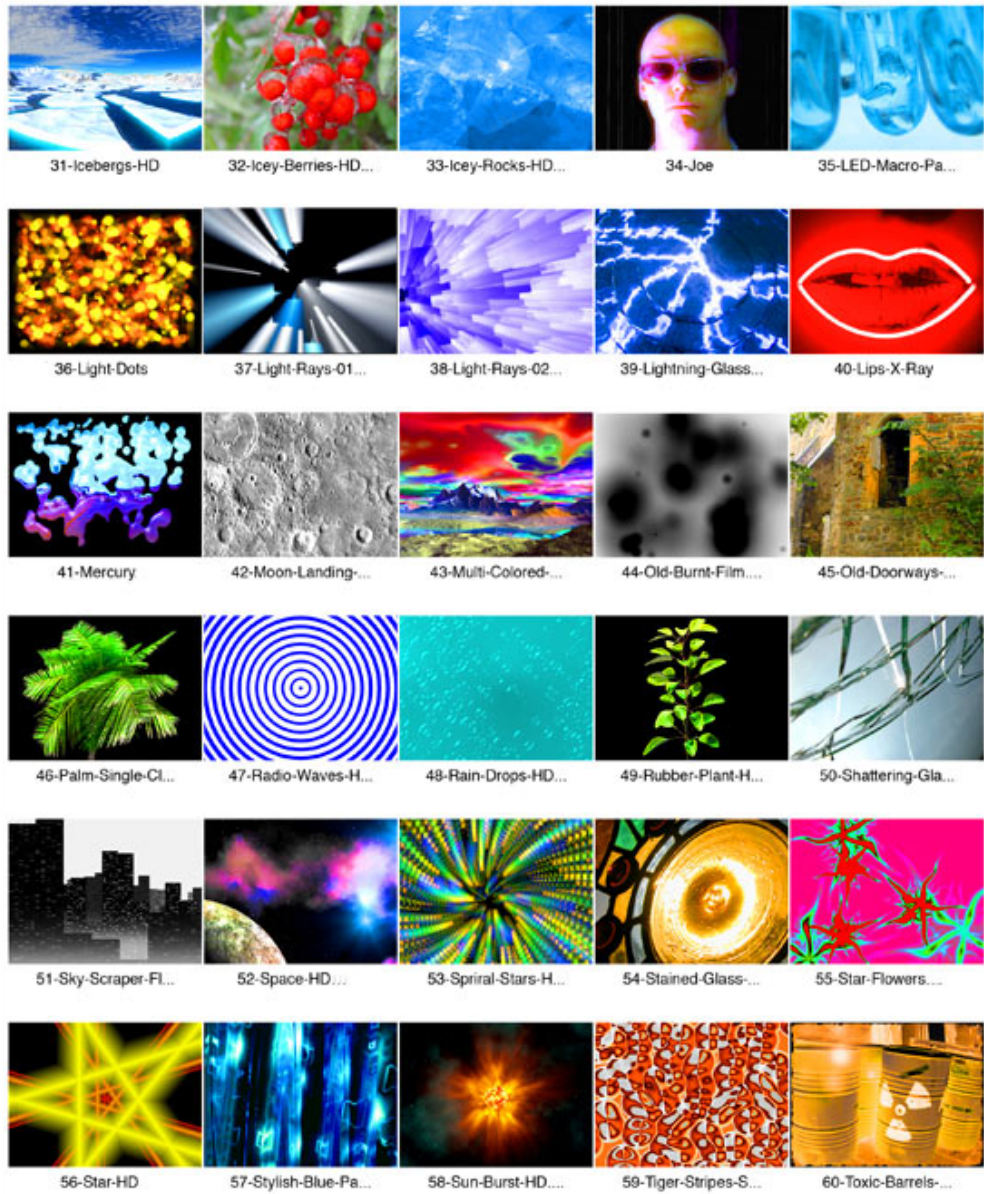 31-Icebergs-HD
32-Icey-Berries-HD...
33-Icey-Rocks-HD...
34-Joe
35-LED-Macro-Pa...
36-Light-Dots
37-Light-Rays-01...
38-Light-Rays-02...
39-Lightning-Glass...
40-Lips-X-Ray
41-Mercury
42-Moon-Landing-...
43-Multi-Colored-...
44-Old-Burnt-Film....
45-Old-Doorways-...
46-Palm-Single-Cl...
47-Radio-Waves-H...
48-Rain-Drops-HD...
49-Rubber-Plant-H...
50-Shattering-Gla...
51-Sky-Scraper-Fl...
52-Space-HD...
53-Spriral-Stars-H...
54-Stained-Glass-...
55-Star-Flowers....
56-Star-HD
57-Stylish-Blue-Pa...
58-Sun-Burst-HD....
59-Tiger-Stripes-S...
60-Toxic-Barrels-...